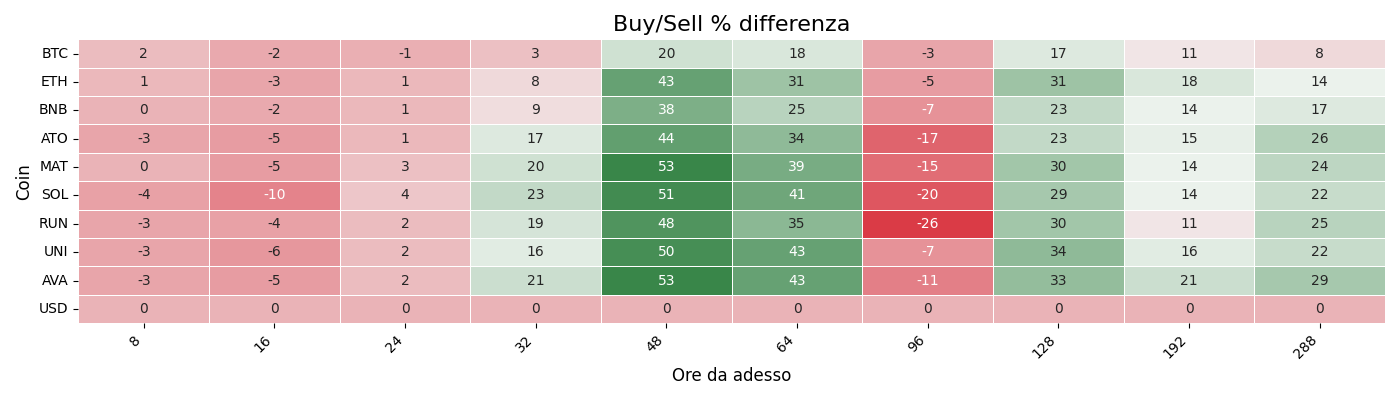 Buy/Sell % differenza
Coin
BTC 2 -2 -1 3 20 18 -3 17 11 8
ETH 1 -3 1 8 43 31 -5 31 18 14
BNB 0 -2 1 9 38 25 -7 23 14 17
ATO -3 -5 1 17 44 34 -17 23 15 26
MAT 0 -5 3 20 53 39 -15 30 14 24
SOL -4 -10 4 23 51 41 -20 29 14 22
RUN -3 -4 2 19 48 35 -26 30 11 25
UNI -3 -6 2 16 50 43 -7 34 16 22
AVA -3 -5 2 21 53 43 -11 33 21 29
USD 0 0 0 0 0 0 0 0 0 0
8 16 24 32 48 64 96 128 192 288
Ore da adesso